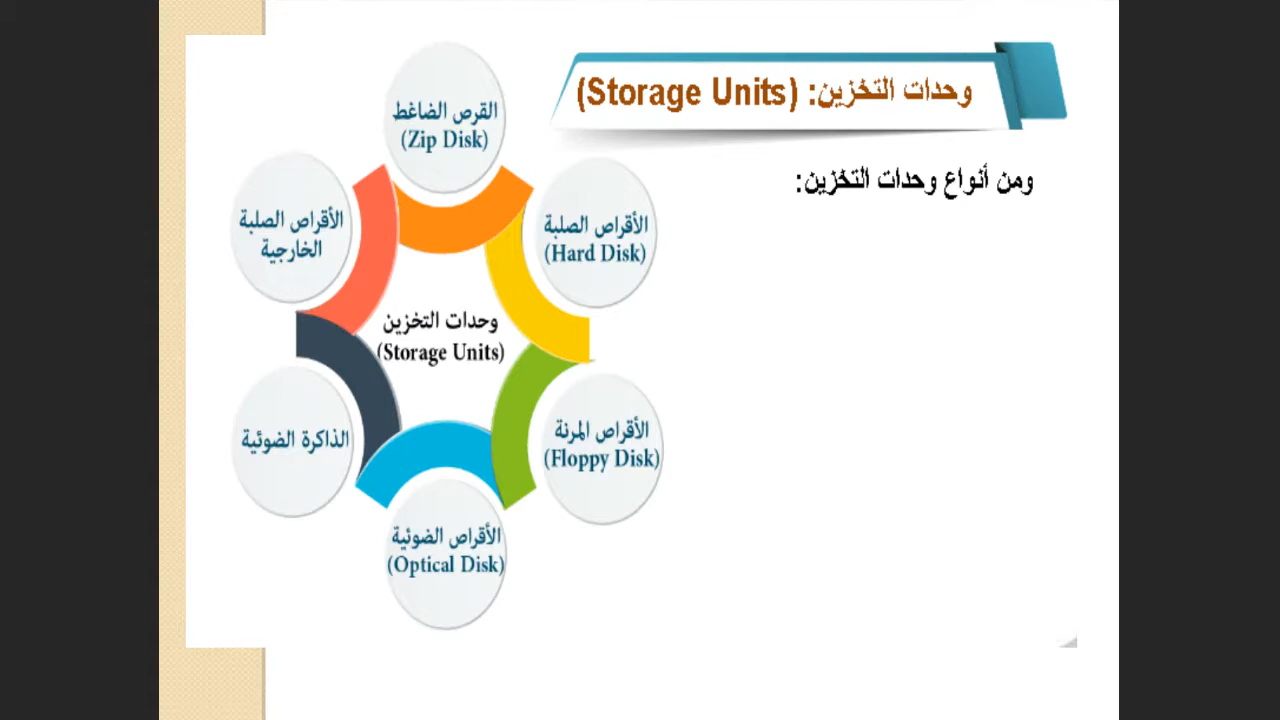 وحدات التخزين: (Storage Units)
ومن أنواع وحدات التخزين:
القرص الضاغط
(Zip Disk)
الأقراص الصلبة
(Hard Disk)
الأقراص المرنة
(Floppy Disk)
الأقراص الضوئية
(Optical Disk)
الذاكرة الضوئية
الأقراص الصلبة
الخارجية
وحدات التخزين
(Storage Units)